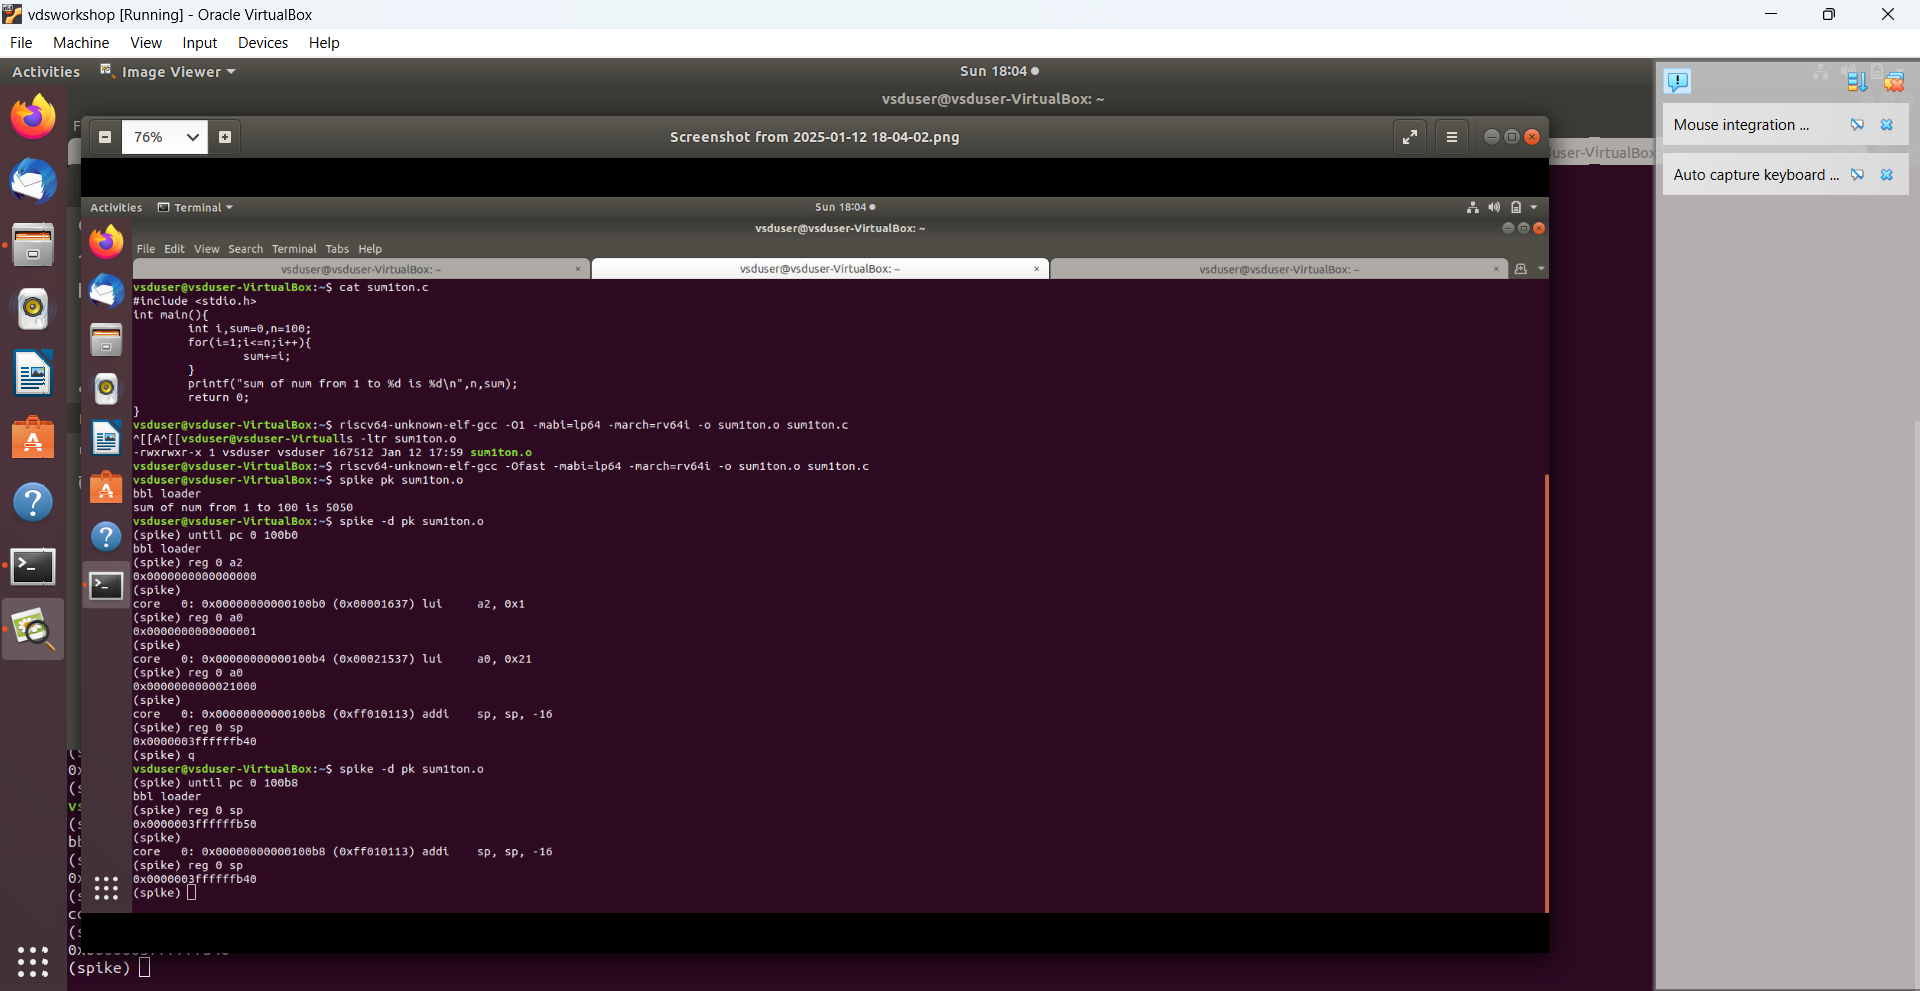 vdsworkshop [Running] - Oracle VirtualBox
File Machine View Input Devices Help
Activities Image Viewer Sun 18:04
vsduser@vsduser-VirtualBox: ~
76% Screenshot from 2025-01-12 18-04-02.png
Mouse integration ...
user-VirtualBox
Auto capture keyboard ...
Activities Terminal Sun 18:04
vsduser@vsduser-VirtualBox: ~
File Edit View Search Terminal Tabs Help
vsduser@vsduser-VirtualBox: ~ vsduser@vsduser-VirtualBox: ~ vsduser@vsduser-VirtualBox: ~
vsduser@vsduser-VirtualBox:~$ cat sum1ton.c
#include <stdio.h>
int main(){
int i,sum=0,n=100;
for(i=1;i<=n;i++){
sum+=i;
}
printf("sum of num from 1 to %d is %d\n",n,sum);
return 0;
}
vsduser@vsduser-VirtualBox:~$ riscv64-unknown-elf-gcc -O1 -mabi=lp64 -march=rv64i -o sum1ton.o sum1ton.c
^[[A^[[vsduser@vsduser-Virtualls -ltr sum1ton.o
-rwxrwxr-x 1 vsduser vsduser 167512 Jan 12 17:59 sum1ton.o
vsduser@vsduser-VirtualBox:~$ riscv64-unknown-elf-gcc -Ofast -mabi=lp64 -march=rv64i -o sum1ton.o sum1ton.c
vsduser@vsduser-VirtualBox:~$ spike pk sum1ton.o
bbl loader
sum of num from 1 to 100 is 5050
vsduser@vsduser-VirtualBox:~$ spike -d pk sum1ton.o
(spike) until pc 0 100b0
bbl loader
(spike) reg 0 a2
0x0000000000000000
(spike)
core 0: 0x00000000000100b0 (0x00001637) lui a2, 0x1
(spike) reg 0 a0
0x0000000000000001
(spike)
core 0: 0x00000000000100b4 (0x00021537) lui a0, 0x21
(spike) reg 0 a0
0x0000000000021000
(spike)
core 0: 0x00000000000100b8 (0xff010113) addi sp, sp, -16
(spike) reg 0 sp
0x0000003ffffffb40
(spike) q
vsduser@vsduser-VirtualBox:~$ spike -d pk sum1ton.o
(spike) until pc 0 100b8
bbl loader
(spike) reg 0 sp
0x0000003ffffffb50
(spike)
core 0: 0x00000000000100b8 (0xff010113) addi sp, sp, -16
(spike) reg 0 sp
0x0000003ffffffb40
(spike)
(spike)